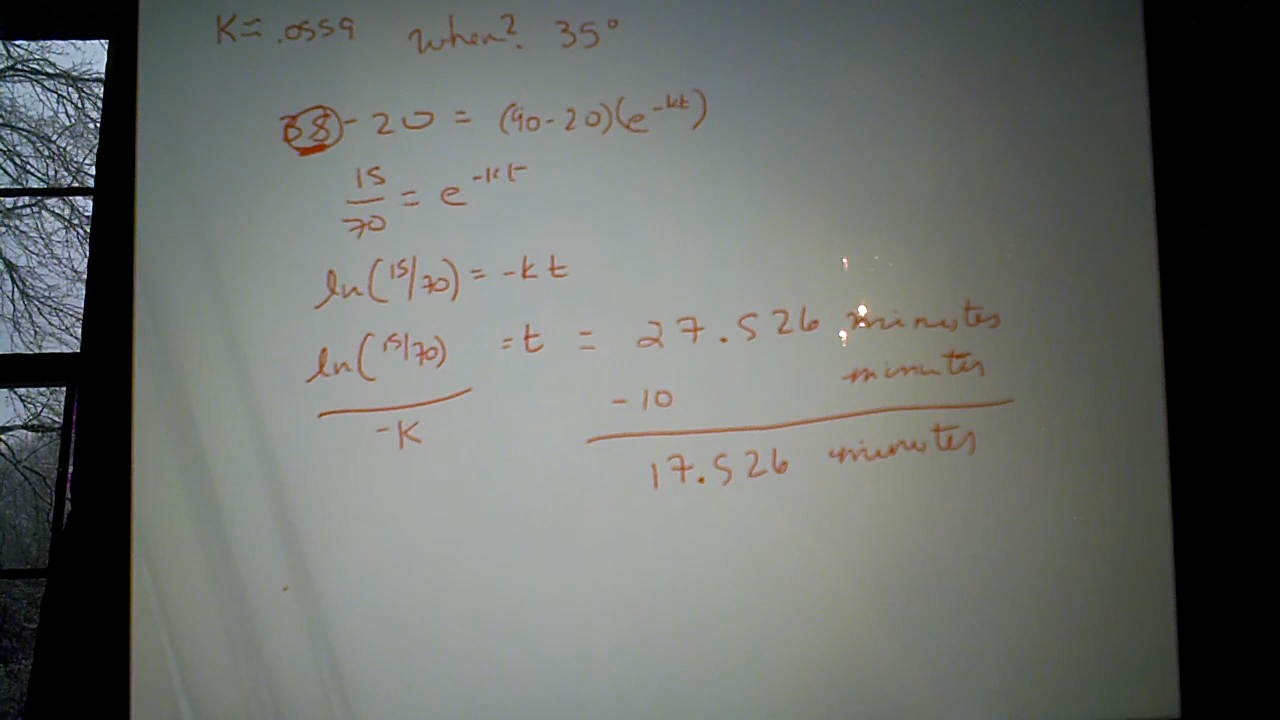 K = .0559 When? 35°
35 - 20 = (90-20)(e^-kt)
15/70 = e^-kt
ln(15/70) = -kt
ln(15/70)/-K = t = 27.526 minutes
-10 minutes
17.526 minutes